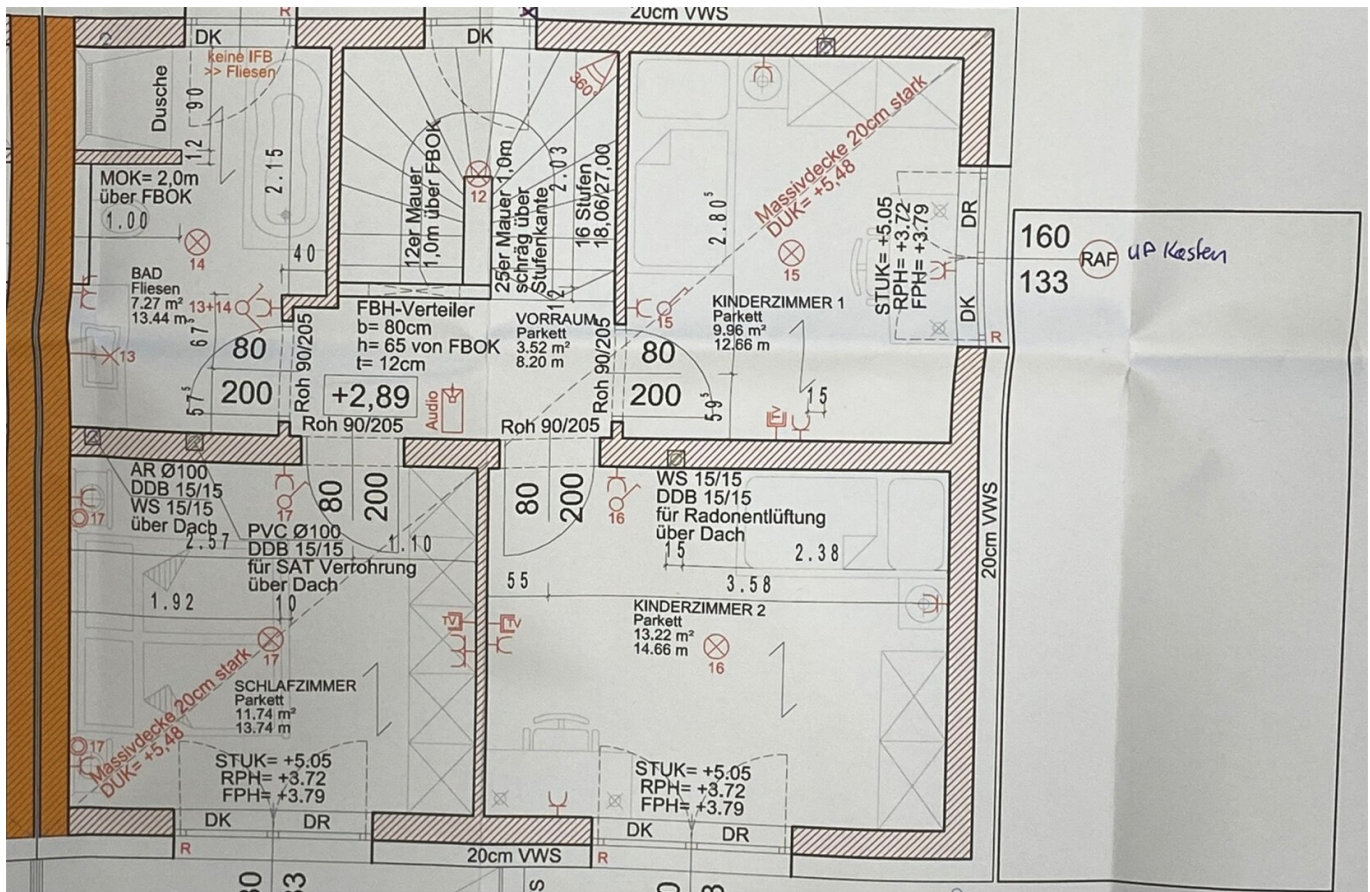 20cm VWS
R
DK
DK
keine IFB
>> Fliesen
Dusche
90
12
2.15
360°
MOK= 2,0m
über FBOK
1.00
40
14
12er Mauer
1,0m über FBOK
12
25er Mauer 1,0m
schräg über
Stufenkante
2.03
16 Stufen
18,06/27,00
12
Massivdecke 20cm stark
DUK= +5,48
2.80⁵
15
STUK= +5.05
RPH= +3.72
FPH= +3.79
DR
DK
R
160
133
RAF
UP Kasten
BAD
Fliesen
7.27 m²
13.44 m
13+14
67
13
57⁵
80
200
Roh 90/205
FBH-Verteiler
b= 80cm
h= 65 von FBOK
t= 12cm
+2,89
Audio
VORRAUM
Parkett
3.52 m²
8.20 m
Roh 90/205
15
80
200
KINDERZIMMER 1
Parkett
9.96 m²
12.66 m
59⁵
15
TV
Roh 90/205
Roh 90/205
AR Ø100
DDB 15/15
WS 15/15
über Dach
17
2.57
PVC Ø100
DDB 15/15
für SAT Verrohrung
über Dach
17
80
200
1.10
80
200
16
WS 15/15
DDB 15/15
für Radonentlüftung
über Dach
15
2.38
20cm VWS
1.92
10
55
3.58
TV
TV
17
KINDERZIMMER 2
Parkett
13.22 m²
14.66 m
16
SCHLAFZIMMER
Parkett
11.74 m²
13.74 m
Massivdecke 20cm stark
DUK= +5,48
17
STUK= +5.05
RPH= +3.72
FPH= +3.79
STUK= +5.05
RPH= +3.72
FPH= +3.79
DK
DR
DK
DR
R
20cm VWS
R